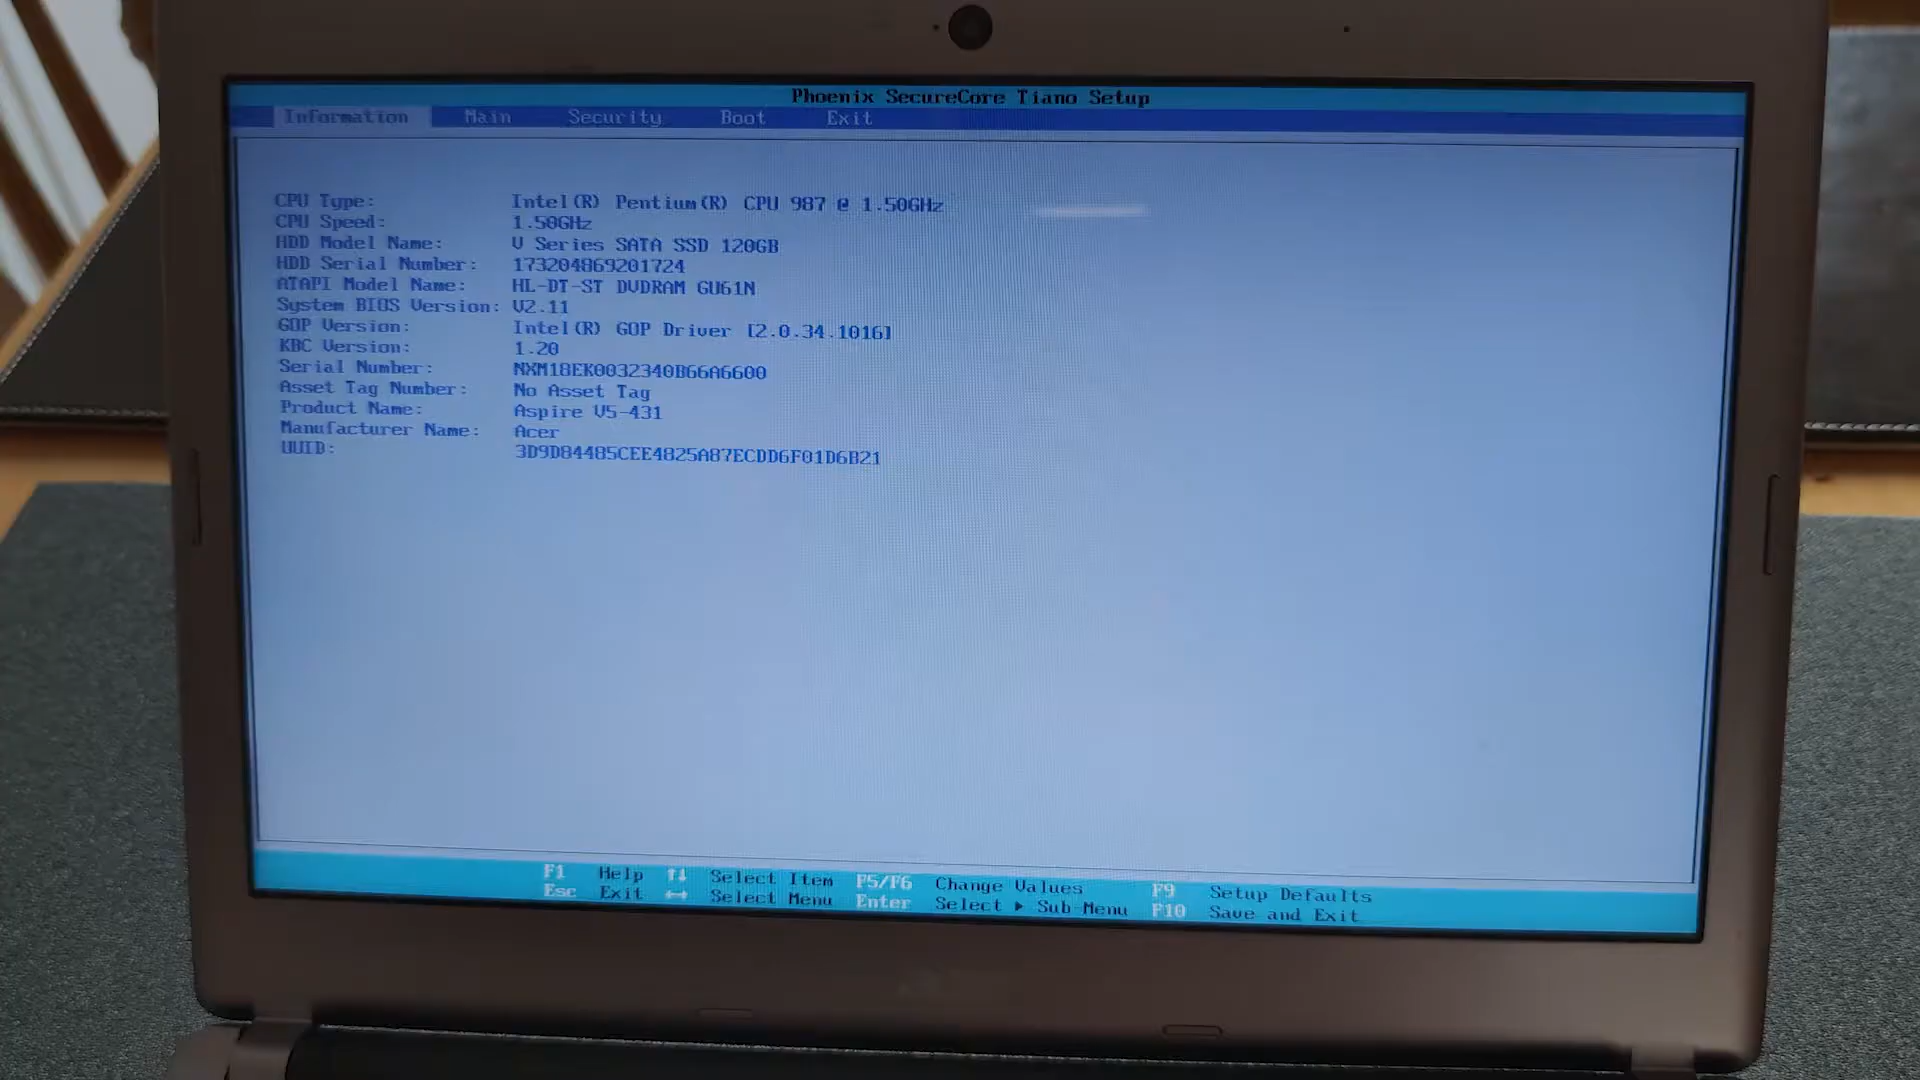 Phoenix SecureCore Tiano Setup
Information Main Security Boot Exit
CPU Type: Intel(R) Pentium(R) CPU 987 @ 1.50GHz
CPU Speed: 1.50GHz
HDD Model Name: V Series SATA SSD 120GB
HDD Serial Number: 173204869201724
ATAPI Model Name: HL-DT-ST DVDRAM GU61N
System BIOS Version: V2.11
GOP Version: Intel(R) GOP Driver [2.0.34.1016]
KBC Version: 1.20
Serial Number: NXM18EK0032340B66A6600
Asset Tag Number: No Asset Tag
Product Name: Aspire V5-431
Manufacturer Name: Acer
UUID: 3D9D84485CEE4825A87ECDD6F01D6B21
F1 Help ↑↓ Select Item F5/F6 Change Values F9 Setup Defaults
Esc Exit ↔ Select Menu Enter Select ▶ Sub-Menu F10 Save and Exit